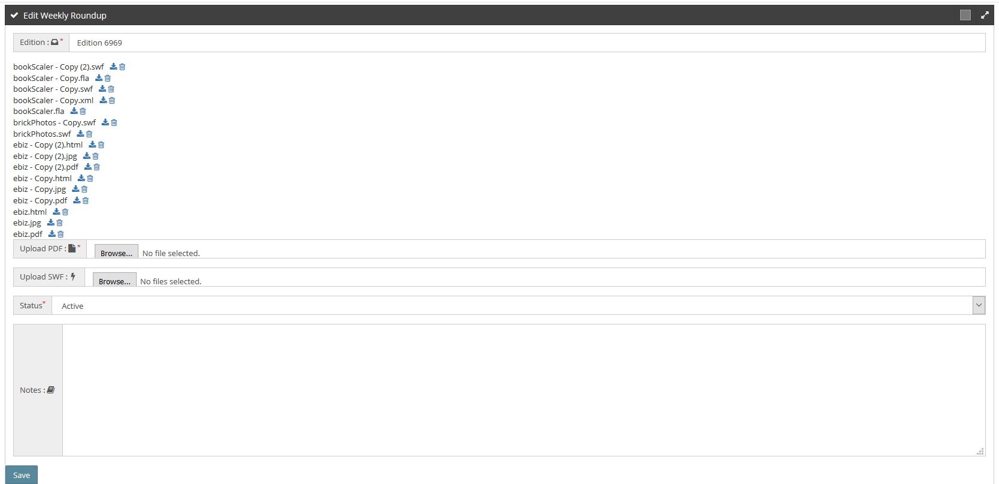 Edit Weekly Roundup
Edition : * Edition 6969
bookScaler - Copy (2).swf
bookScaler - Copy.fla
bookScaler - Copy.swf
bookScaler - Copy.xml
bookScaler.fla
brickPhotos - Copy.swf
brickPhotos.swf
ebiz - Copy (2).html
ebiz - Copy (2).jpg
ebiz - Copy (2).pdf
ebiz - Copy.html
ebiz - Copy.jpg
ebiz - Copy.pdf
ebiz.html
ebiz.jpg
ebiz.pdf
Upload PDF : * Browse... No file selected.
Upload SWF : Browse... No files selected.
Status* Active
Notes :
Save